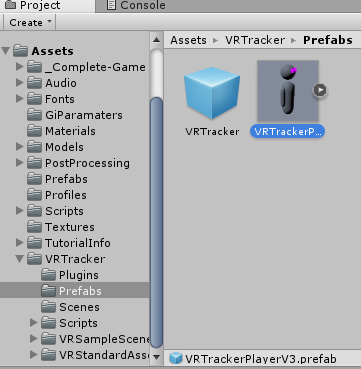 Project
Console
Create
Assets
_Complete-Game
Audio
Fonts
GiParamaters
Materials
Models
PostProcessing
Prefabs
Profiles
Scripts
Textures
TutorialInfo
VRTracker
Plugins
Prefabs
Scenes
Scripts
VRSampleScene
VRStandardAss
Assets ▸ VRTracker ▸ Prefabs
VRTracker
VRTrackerP...
VRTrackerPlayerV3.prefab